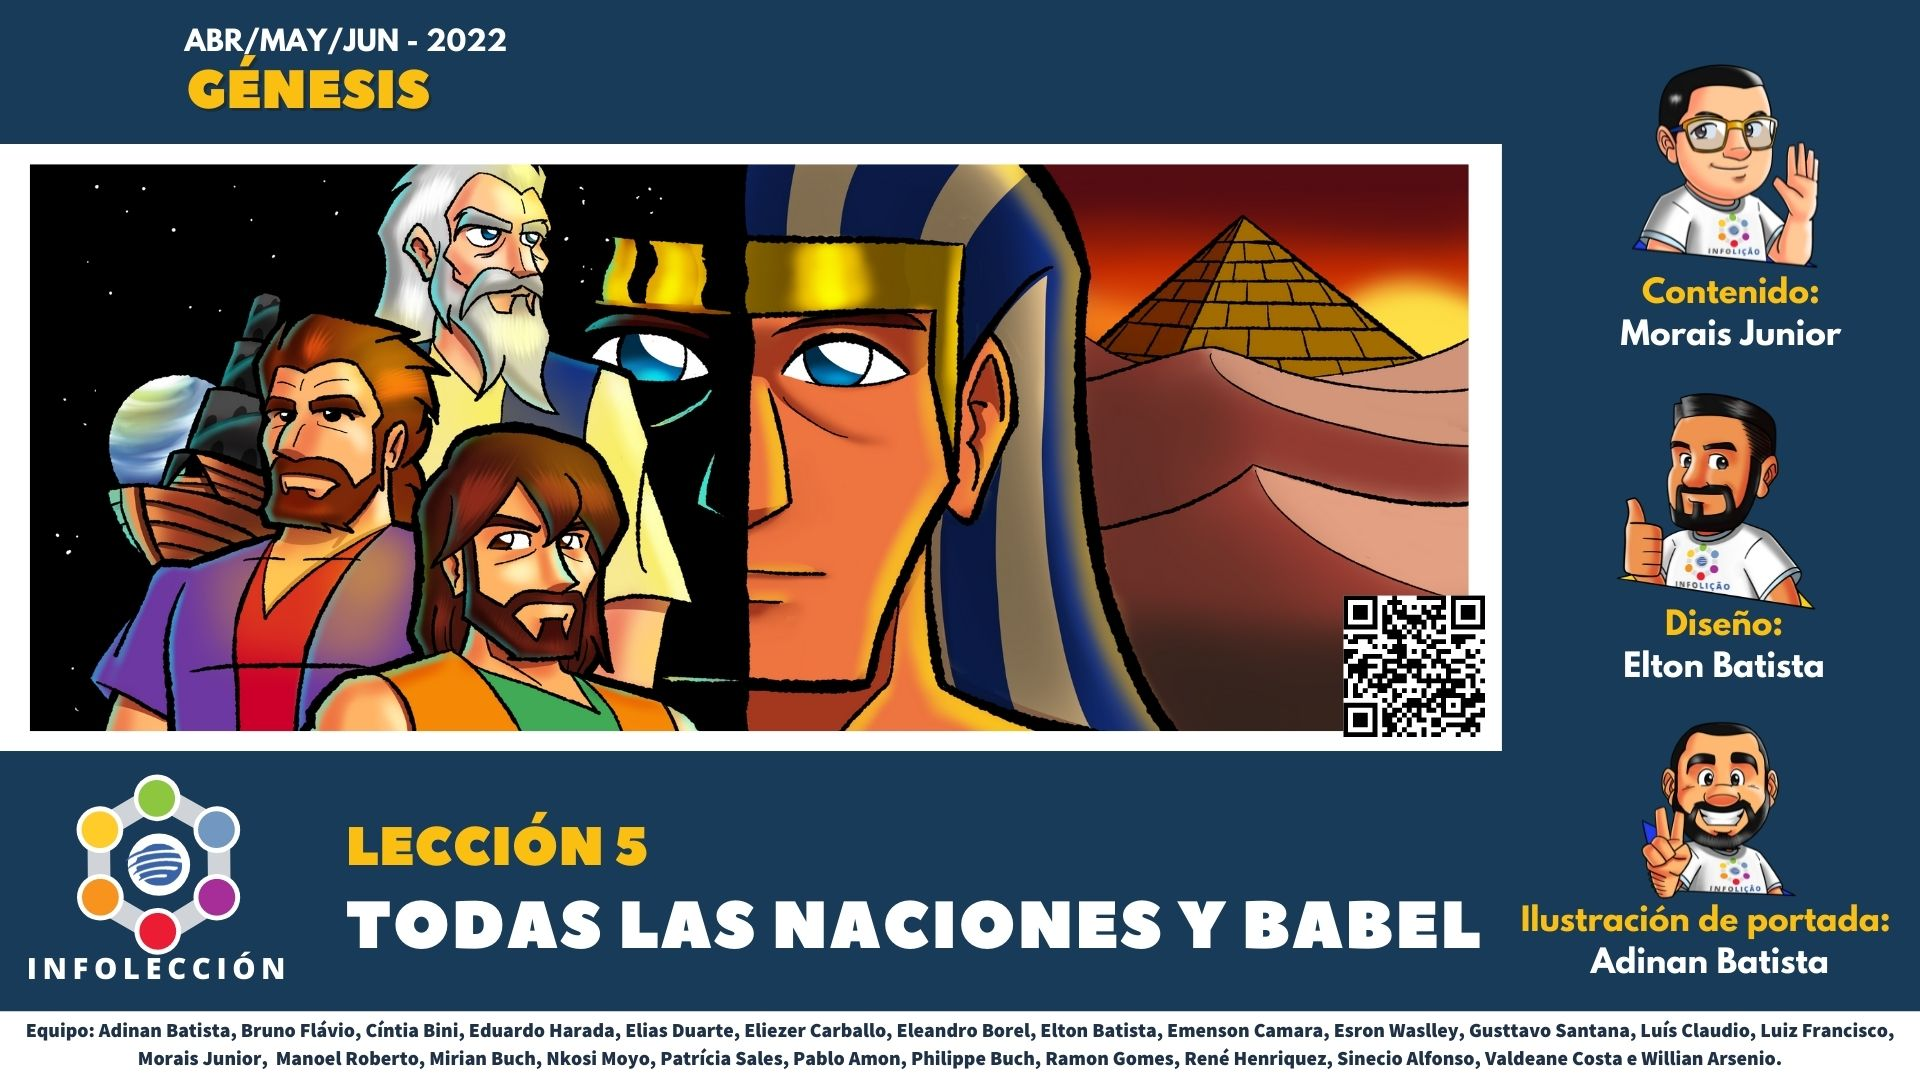 ABR/MAY/JUN - 2022
GÉNESIS
INFOLIÇÃO
Contenido:
Morais Junior
INFOLIÇÃO
Diseño:
Elton Batista
INFOLIÇÃO
Ilustración de portada:
Adinan Batista
INFOLECCIÓN
LECCIÓN 5
TODAS LAS NACIONES Y BABEL
Equipo: Adinan Batista, Bruno Flávio, Cíntia Bini, Eduardo Harada, Elias Duarte, Eliezer Carballo, Eleandro Borel, Elton Batista, Emenson Camara, Esron Waslley, Gusttavo Santana, Luís Claudio, Luiz Francisco,
Morais Junior, Manoel Roberto, Mirian Buch, Nkosi Moyo, Patrícia Sales, Pablo Amon, Philippe Buch, Ramon Gomes, René Henriquez, Sinecio Alfonso, Valdeane Costa e Willian Arsenio.